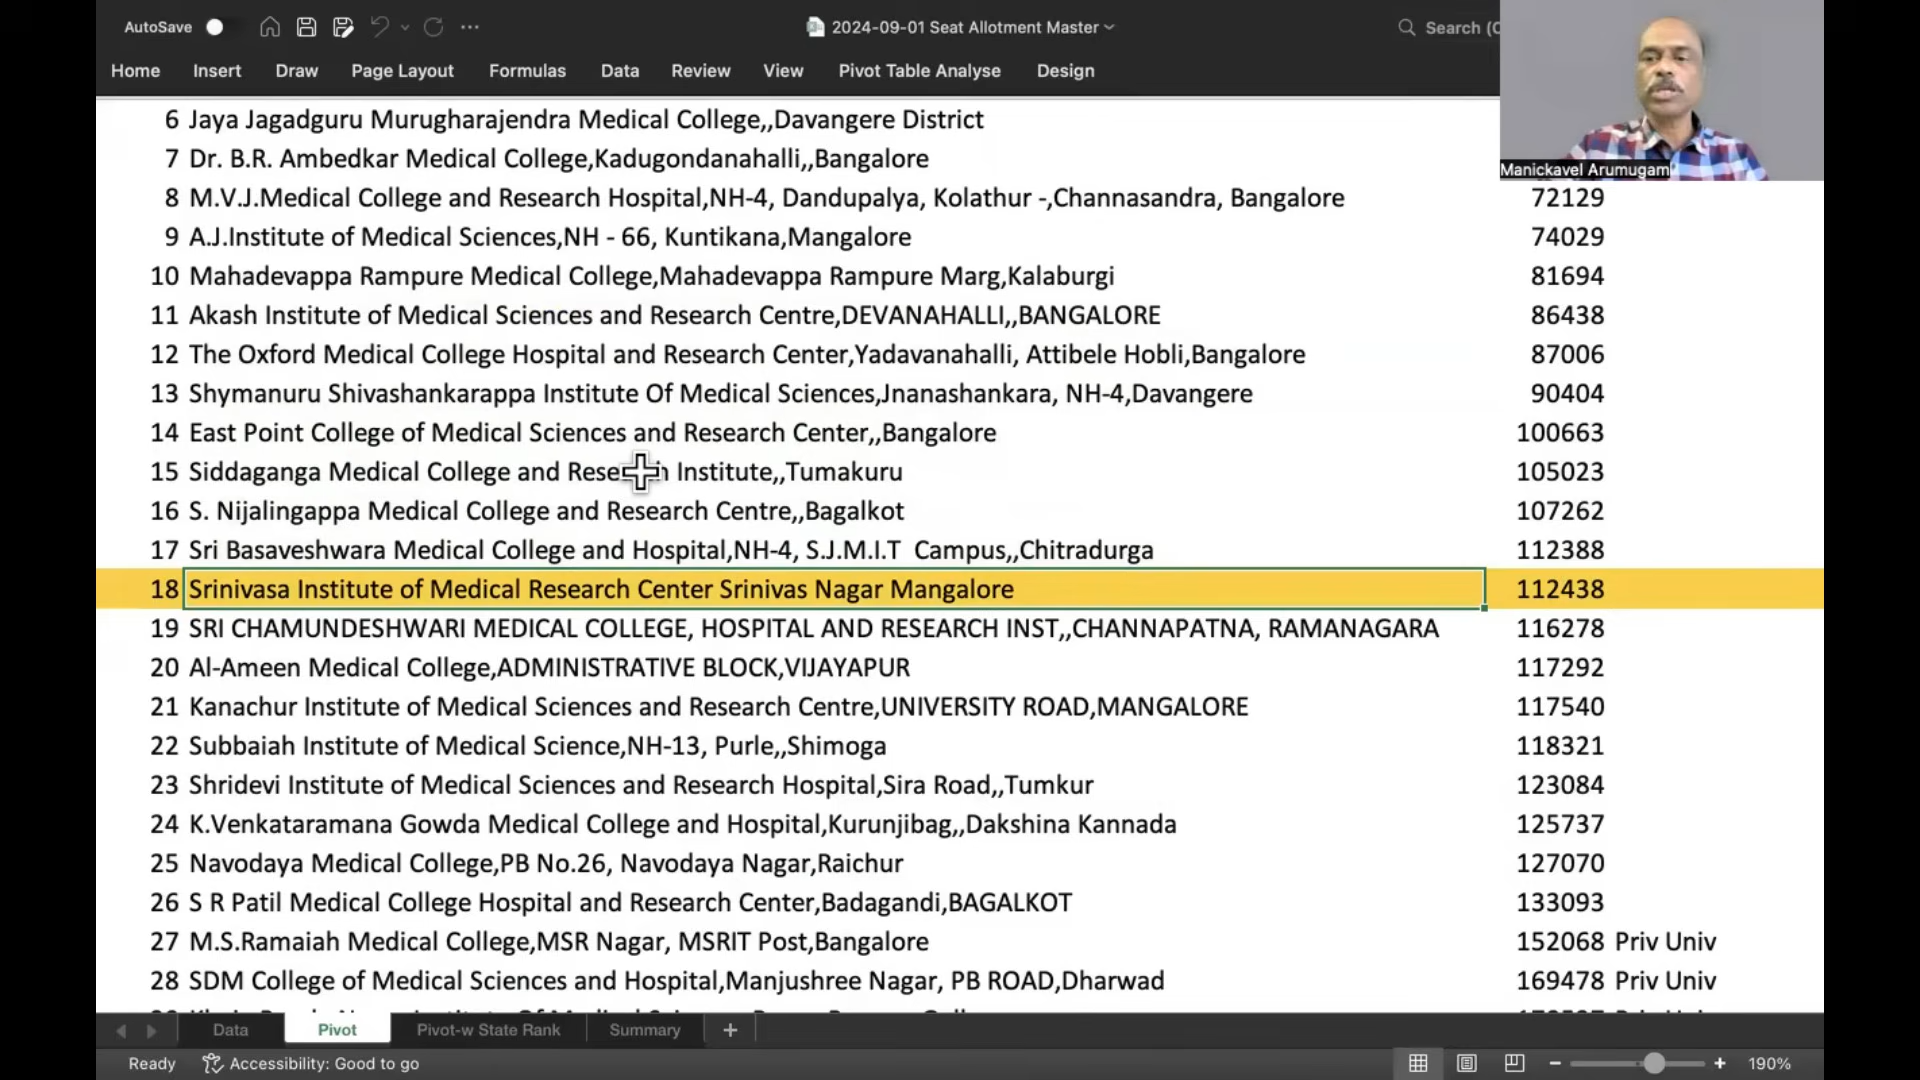 AutoSave
2024-09-01 Seat Allotment Master
Search (C
Home Insert Draw Page Layout Formulas Data Review View Pivot Table Analyse Design
Manickavel Arumugam
6 Jaya Jagadguru Murugharajendra Medical College,,Davangere District
7 Dr. B.R. Ambedkar Medical College,Kadugondanahalli,,Bangalore
8 M.V.J.Medical College and Research Hospital,NH-4, Dandupalya, Kolathur -,Channasandra, Bangalore 72129
9 A.J.Institute of Medical Sciences,NH - 66, Kuntikana,Mangalore 74029
10 Mahadevappa Rampure Medical College,Mahadevappa Rampure Marg,Kalaburgi 81694
11 Akash Institute of Medical Sciences and Research Centre,DEVANAHALLI,,BANGALORE 86438
12 The Oxford Medical College Hospital and Research Center,Yadavanahalli, Attibele Hobli,Bangalore 87006
13 Shymanuru Shivashankarappa Institute Of Medical Sciences,Jnanashankara, NH-4,Davangere 90404
14 East Point College of Medical Sciences and Research Center,,Bangalore 100663
15 Siddaganga Medical College and Research Institute,,Tumakuru 105023
16 S. Nijalingappa Medical College and Research Centre,,Bagalkot 107262
17 Sri Basaveshwara Medical College and Hospital,NH-4, S.J.M.I.T Campus,,Chitradurga 112388
18 Srinivasa Institute of Medical Research Center Srinivas Nagar Mangalore 112438
19 SRI CHAMUNDESHWARI MEDICAL COLLEGE, HOSPITAL AND RESEARCH INST,,CHANNAPATNA, RAMANAGARA 116278
20 Al-Ameen Medical College,ADMINISTRATIVE BLOCK,VIJAYAPUR 117292
21 Kanachur Institute of Medical Sciences and Research Centre,UNIVERSITY ROAD,MANGALORE 117540
22 Subbaiah Institute of Medical Science,NH-13, Purle,,Shimoga 118321
23 Shridevi Institute of Medical Sciences and Research Hospital,Sira Road,,Tumkur 123084
24 K.Venkataramana Gowda Medical College and Hospital,Kurunjibag,,Dakshina Kannada 125737
25 Navodaya Medical College,PB No.26, Navodaya Nagar,Raichur 127070
26 S R Patil Medical College Hospital and Research Center,Badagandi,BAGALKOT 133093
27 M.S.Ramaiah Medical College,MSR Nagar, MSRIT Post,Bangalore 152068 Priv Univ
28 SDM College of Medical Sciences and Hospital,Manjushree Nagar, PB ROAD,Dharwad 169478 Priv Univ
Data Pivot Pivot-w State Rank Summary +
Ready Accessibility: Good to go 190%